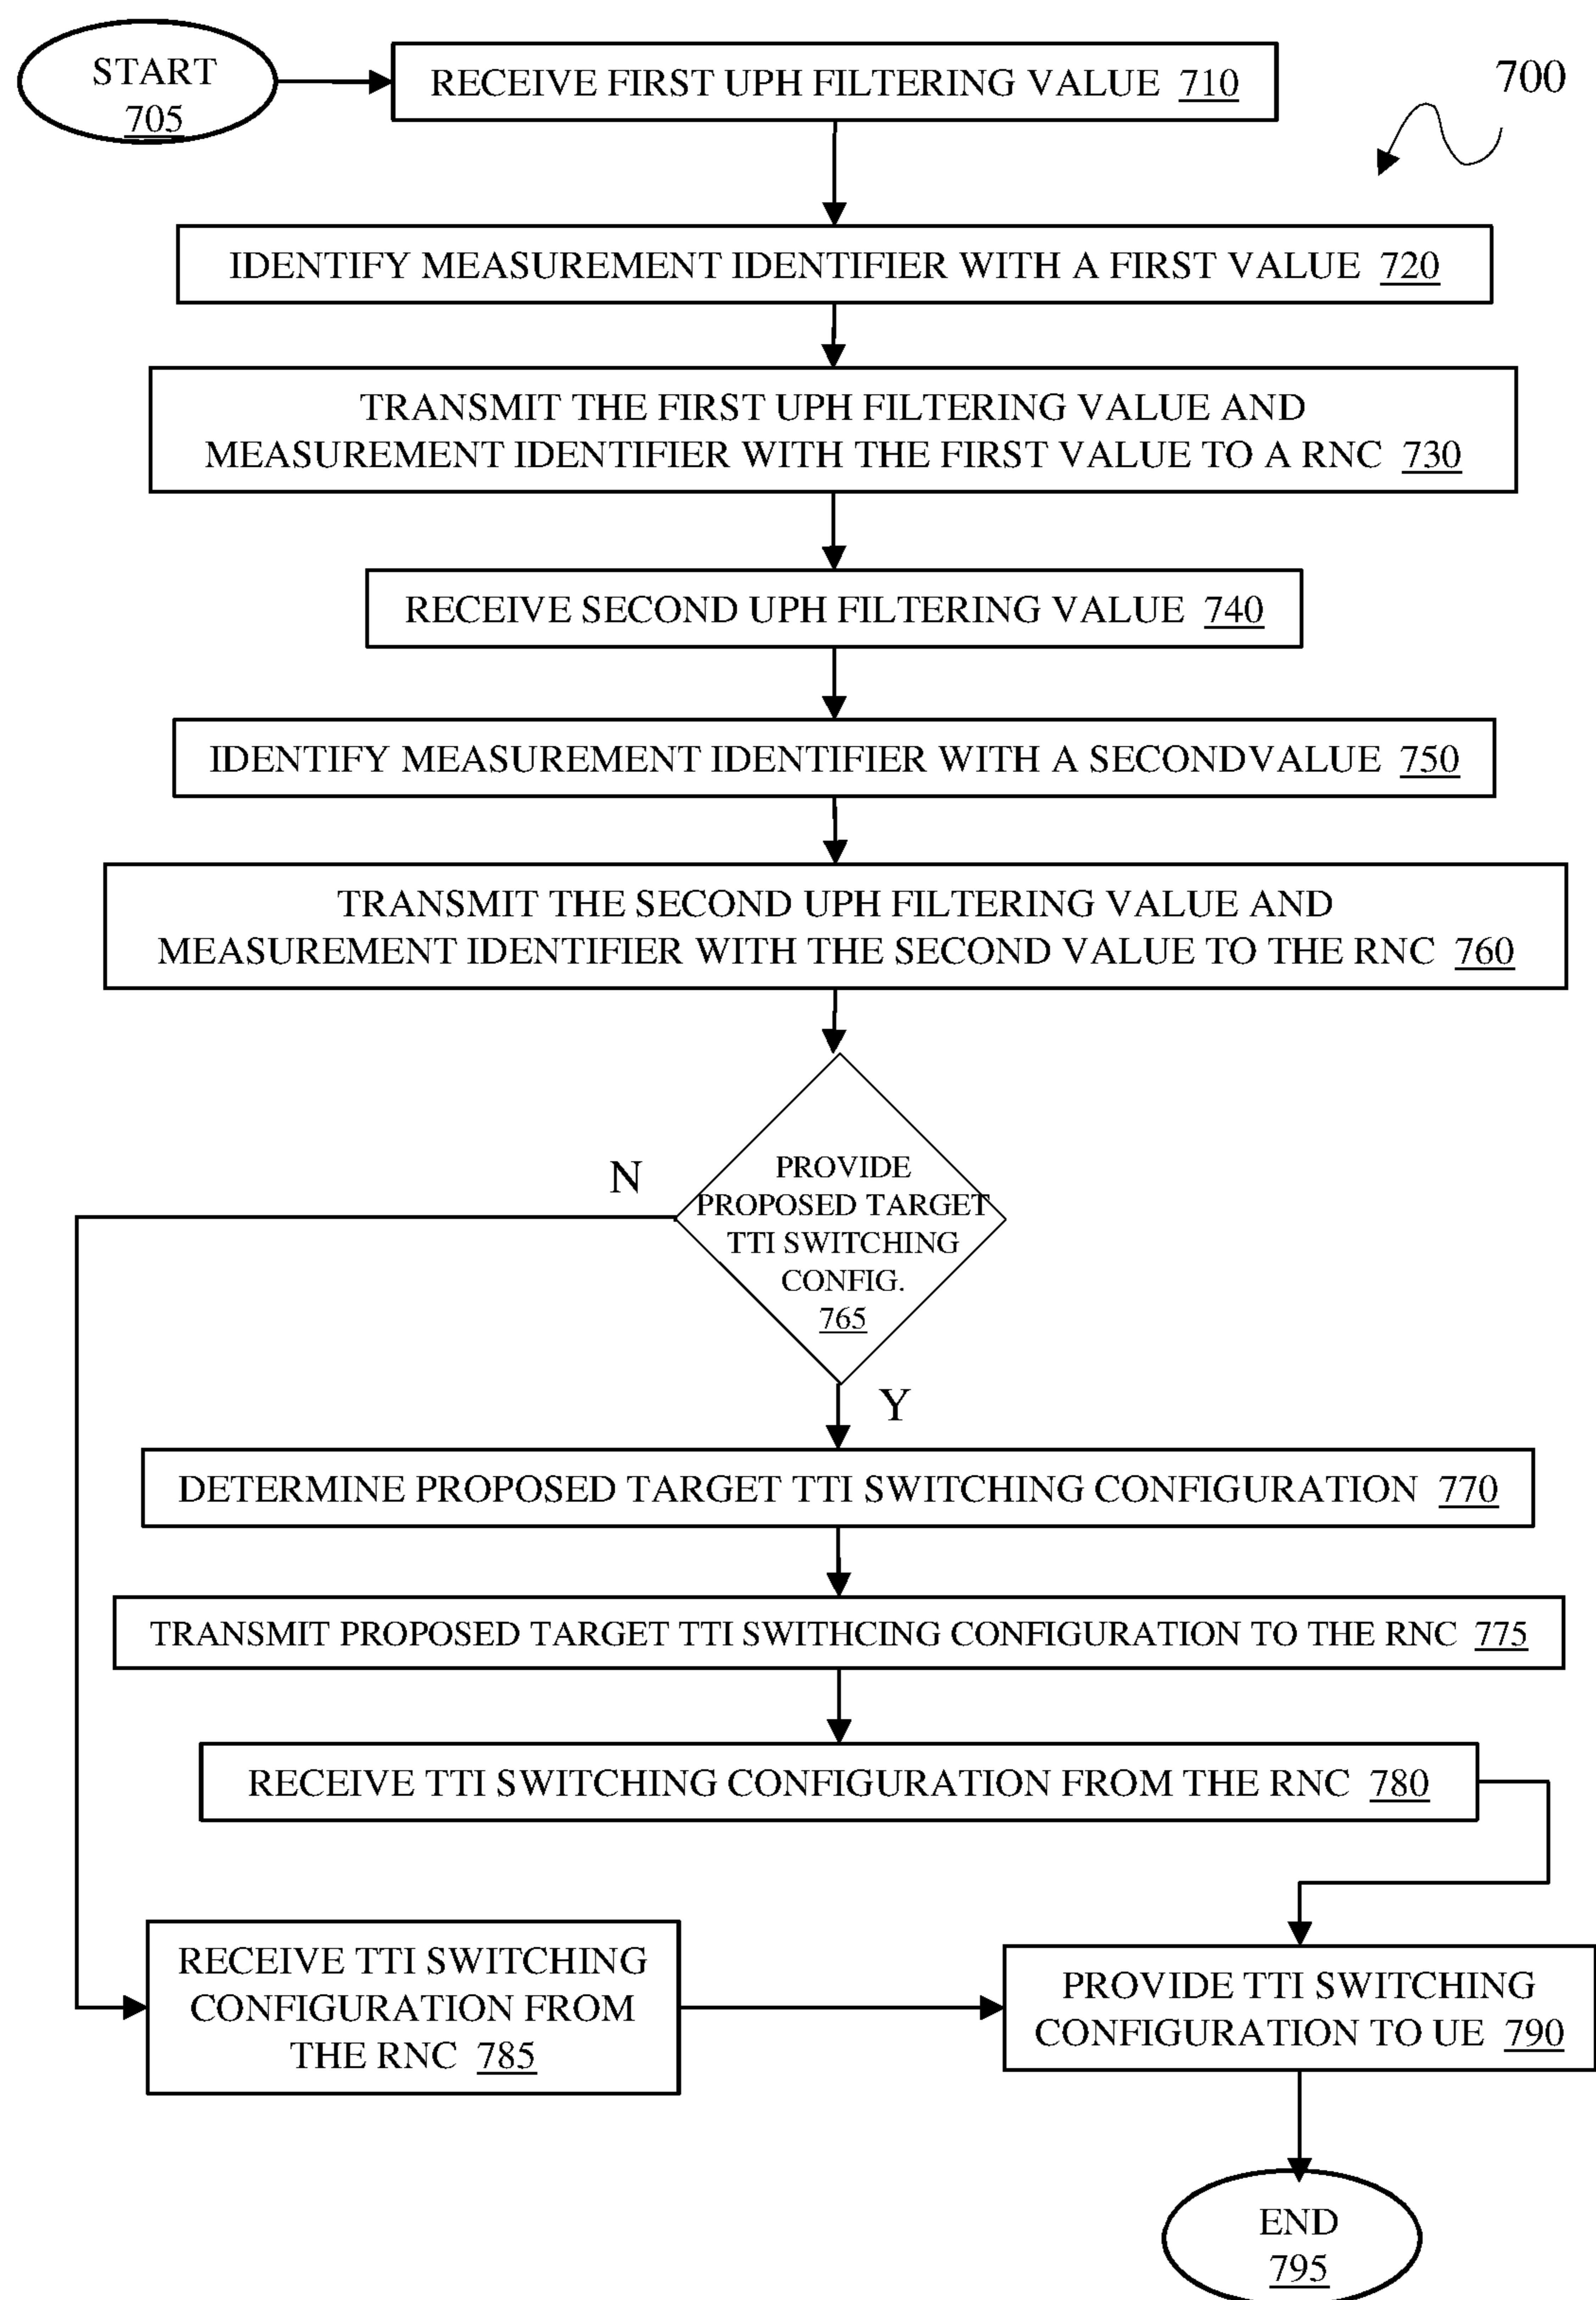 START
705
RECEIVE FIRST UPH FILTERING VALUE 710
700
IDENTIFY MEASUREMENT IDENTIFIER WITH A FIRST VALUE 720
TRANSMIT THE FIRST UPH FILTERING VALUE AND
MEASUREMENT IDENTIFIER WITH THE FIRST VALUE TO A RNC 730
RECEIVE SECOND UPH FILTERING VALUE 740
IDENTIFY MEASUREMENT IDENTIFIER WITH A SECONDVALUE 750
TRANSMIT THE SECOND UPH FILTERING VALUE AND
MEASUREMENT IDENTIFIER WITH THE SECOND VALUE TO THE RNC 760
N
PROVIDE
PROPOSED TARGET
TTI SWITCHING
CONFIG.
765
Y
DETERMINE PROPOSED TARGET TTI SWITCHING CONFIGURATION 770
TRANSMIT PROPOSED TARGET TTI SWITHCING CONFIGURATION TO THE RNC 775
RECEIVE TTI SWITCHING CONFIGURATION FROM THE RNC 780
RECEIVE TTI SWITCHING
CONFIGURATION FROM
THE RNC 785
PROVIDE TTI SWITCHING
CONFIGURATION TO UE 790
END
795